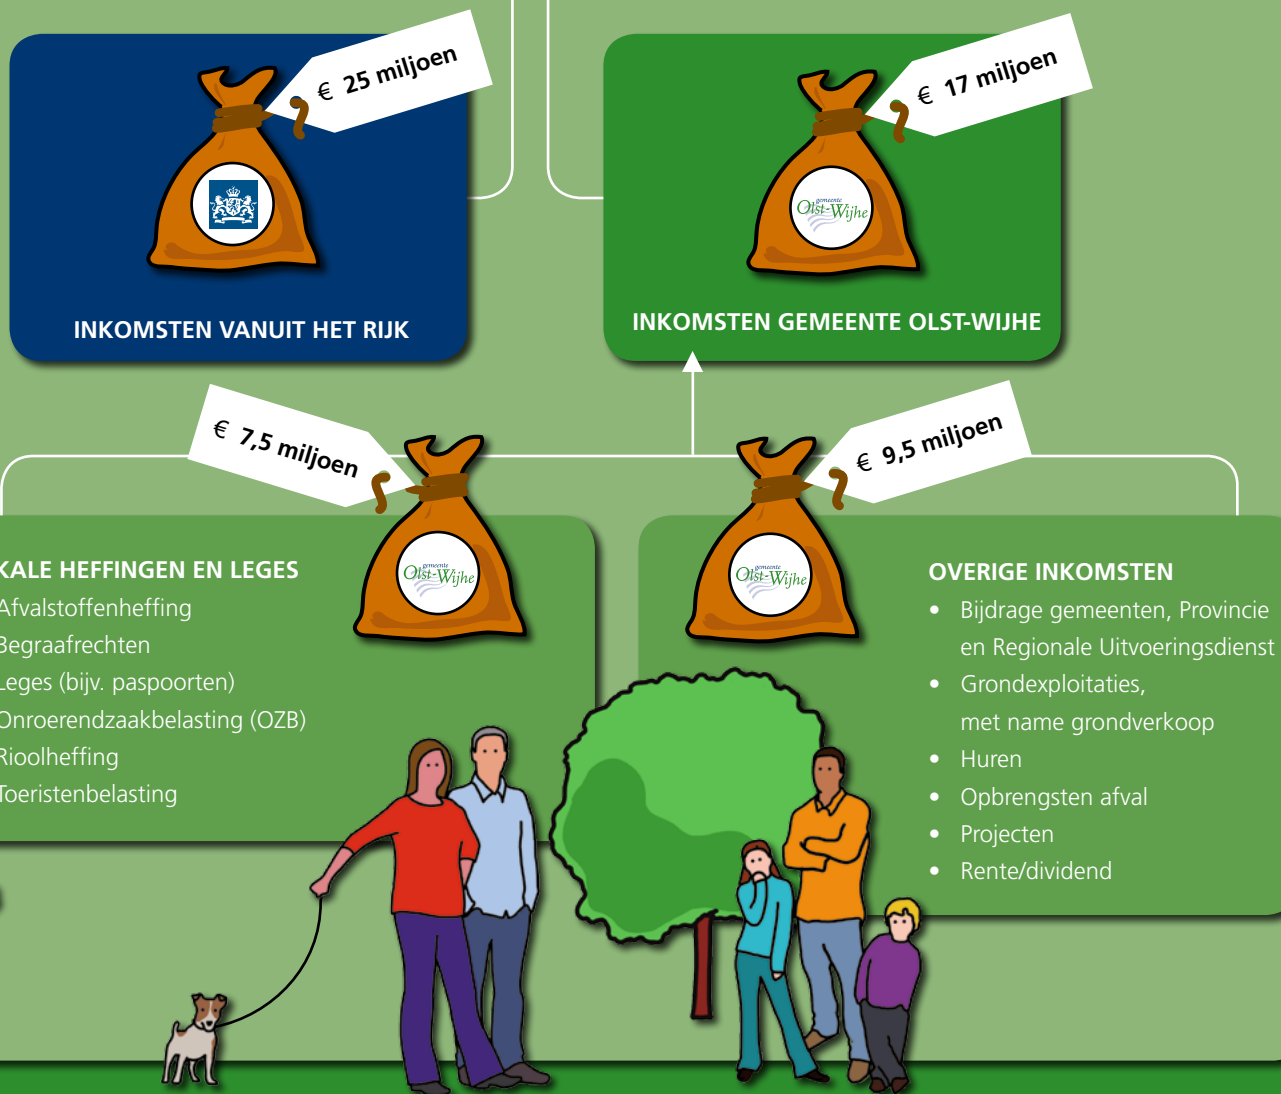 € 25 miljoen
gemeente
Olst-Wijhe
INKOMSTEN VANUIT HET RIJK
€ 17 miljoen
INKOMSTEN GEMEENTE OLST-WIJHE
€ 7,5 miljoen
gemeente
Olst-Wijhe
KALE HEFFINGEN EN LEGES
Afvalstoffenheffing
Begraafrechten
Leges (bijv. paspoorten)
Onroerendzaakbelasting (OZB)
Rioolheffing
Toeristenbelasting
€ 9,5 miljoen
gemeente
Olst-Wijhe
OVERIGE INKOMSTEN
• Bijdrage gemeenten, Provincie
en Regionale Uitvoeringsdienst
• Grondexploitaties,
met name grondverkoop
• Huren
• Opbrengsten afval
• Projecten
• Rente/dividend